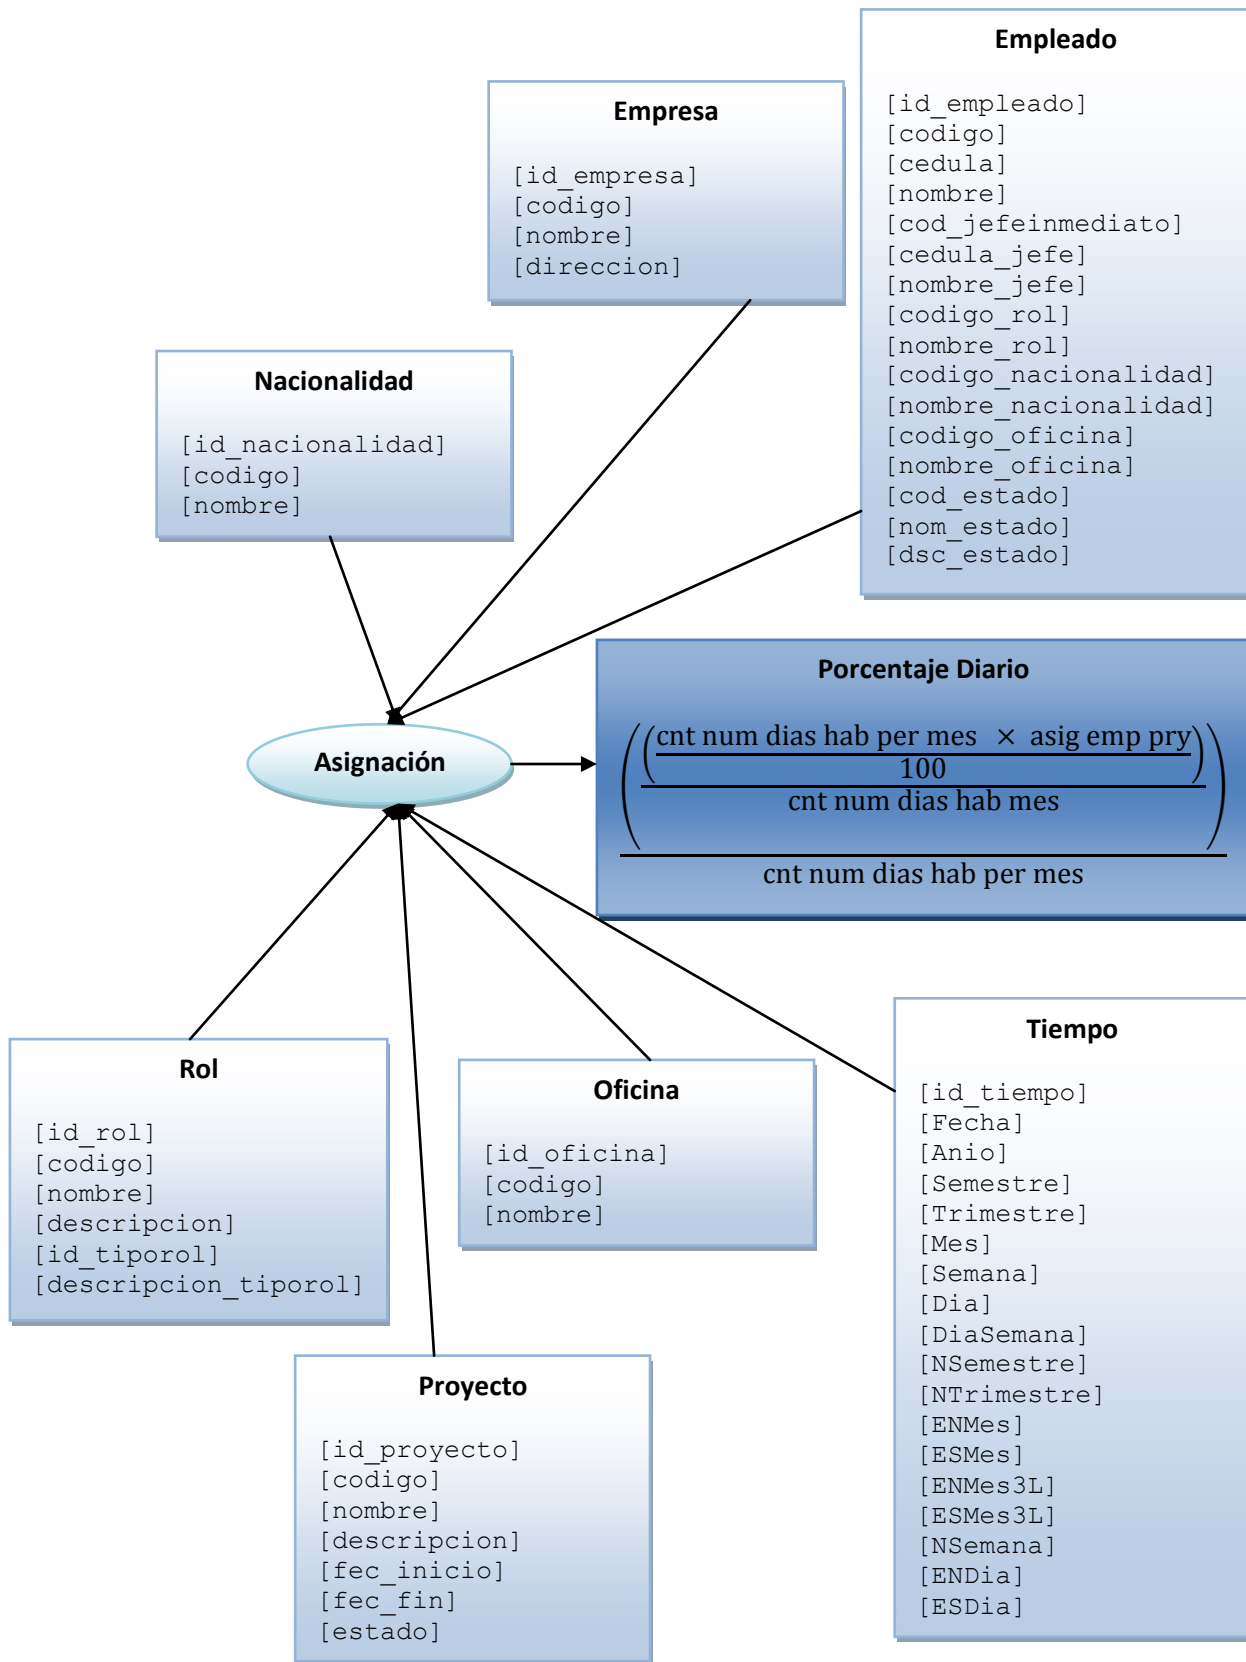 Empleado
[id_empleado]
[codigo]
[cedula]
[nombre]
[cod_jefeinmediato]
[cedula_jefe]
[nombre_jefe]
[codigo_rol]
[nombre_rol]
[codigo_nacionalidad]
[nombre_nacionalidad]
[codigo_oficina]
[nombre_oficina]
[cod_estado]
[nom_estado]
[dsc_estado]
Empresa
[id_empresa]
[codigo]
[nombre]
[direccion]
Nacionalidad
[id_nacionalidad]
[codigo]
[nombre]
Asignación
Porcentaje Diario
((cnt num dias hab per mes × asig emp pry
100)
cnt num dias hab mes)
cnt num dias hab per mes
Rol
[id_rol]
[codigo]
[nombre]
[descripcion]
[id_tiporol]
[descripcion_tiporol]
Oficina
[id_oficina]
[codigo]
[nombre]
Tiempo
[id_tiempo]
[Fecha]
[Anio]
[Semestre]
[Trimestre]
[Mes]
[Semana]
[Dia]
[DiaSemana]
[NSemestre]
[NTrimestre]
[ENMes]
[ESMes]
[ENMes3L]
[ESMes3L]
[NSemana]
[ENDia]
[ESDia]
Proyecto
[id_proyecto]
[codigo]
[nombre]
[descripcion]
[fec_inicio]
[fec_fin]
[estado]